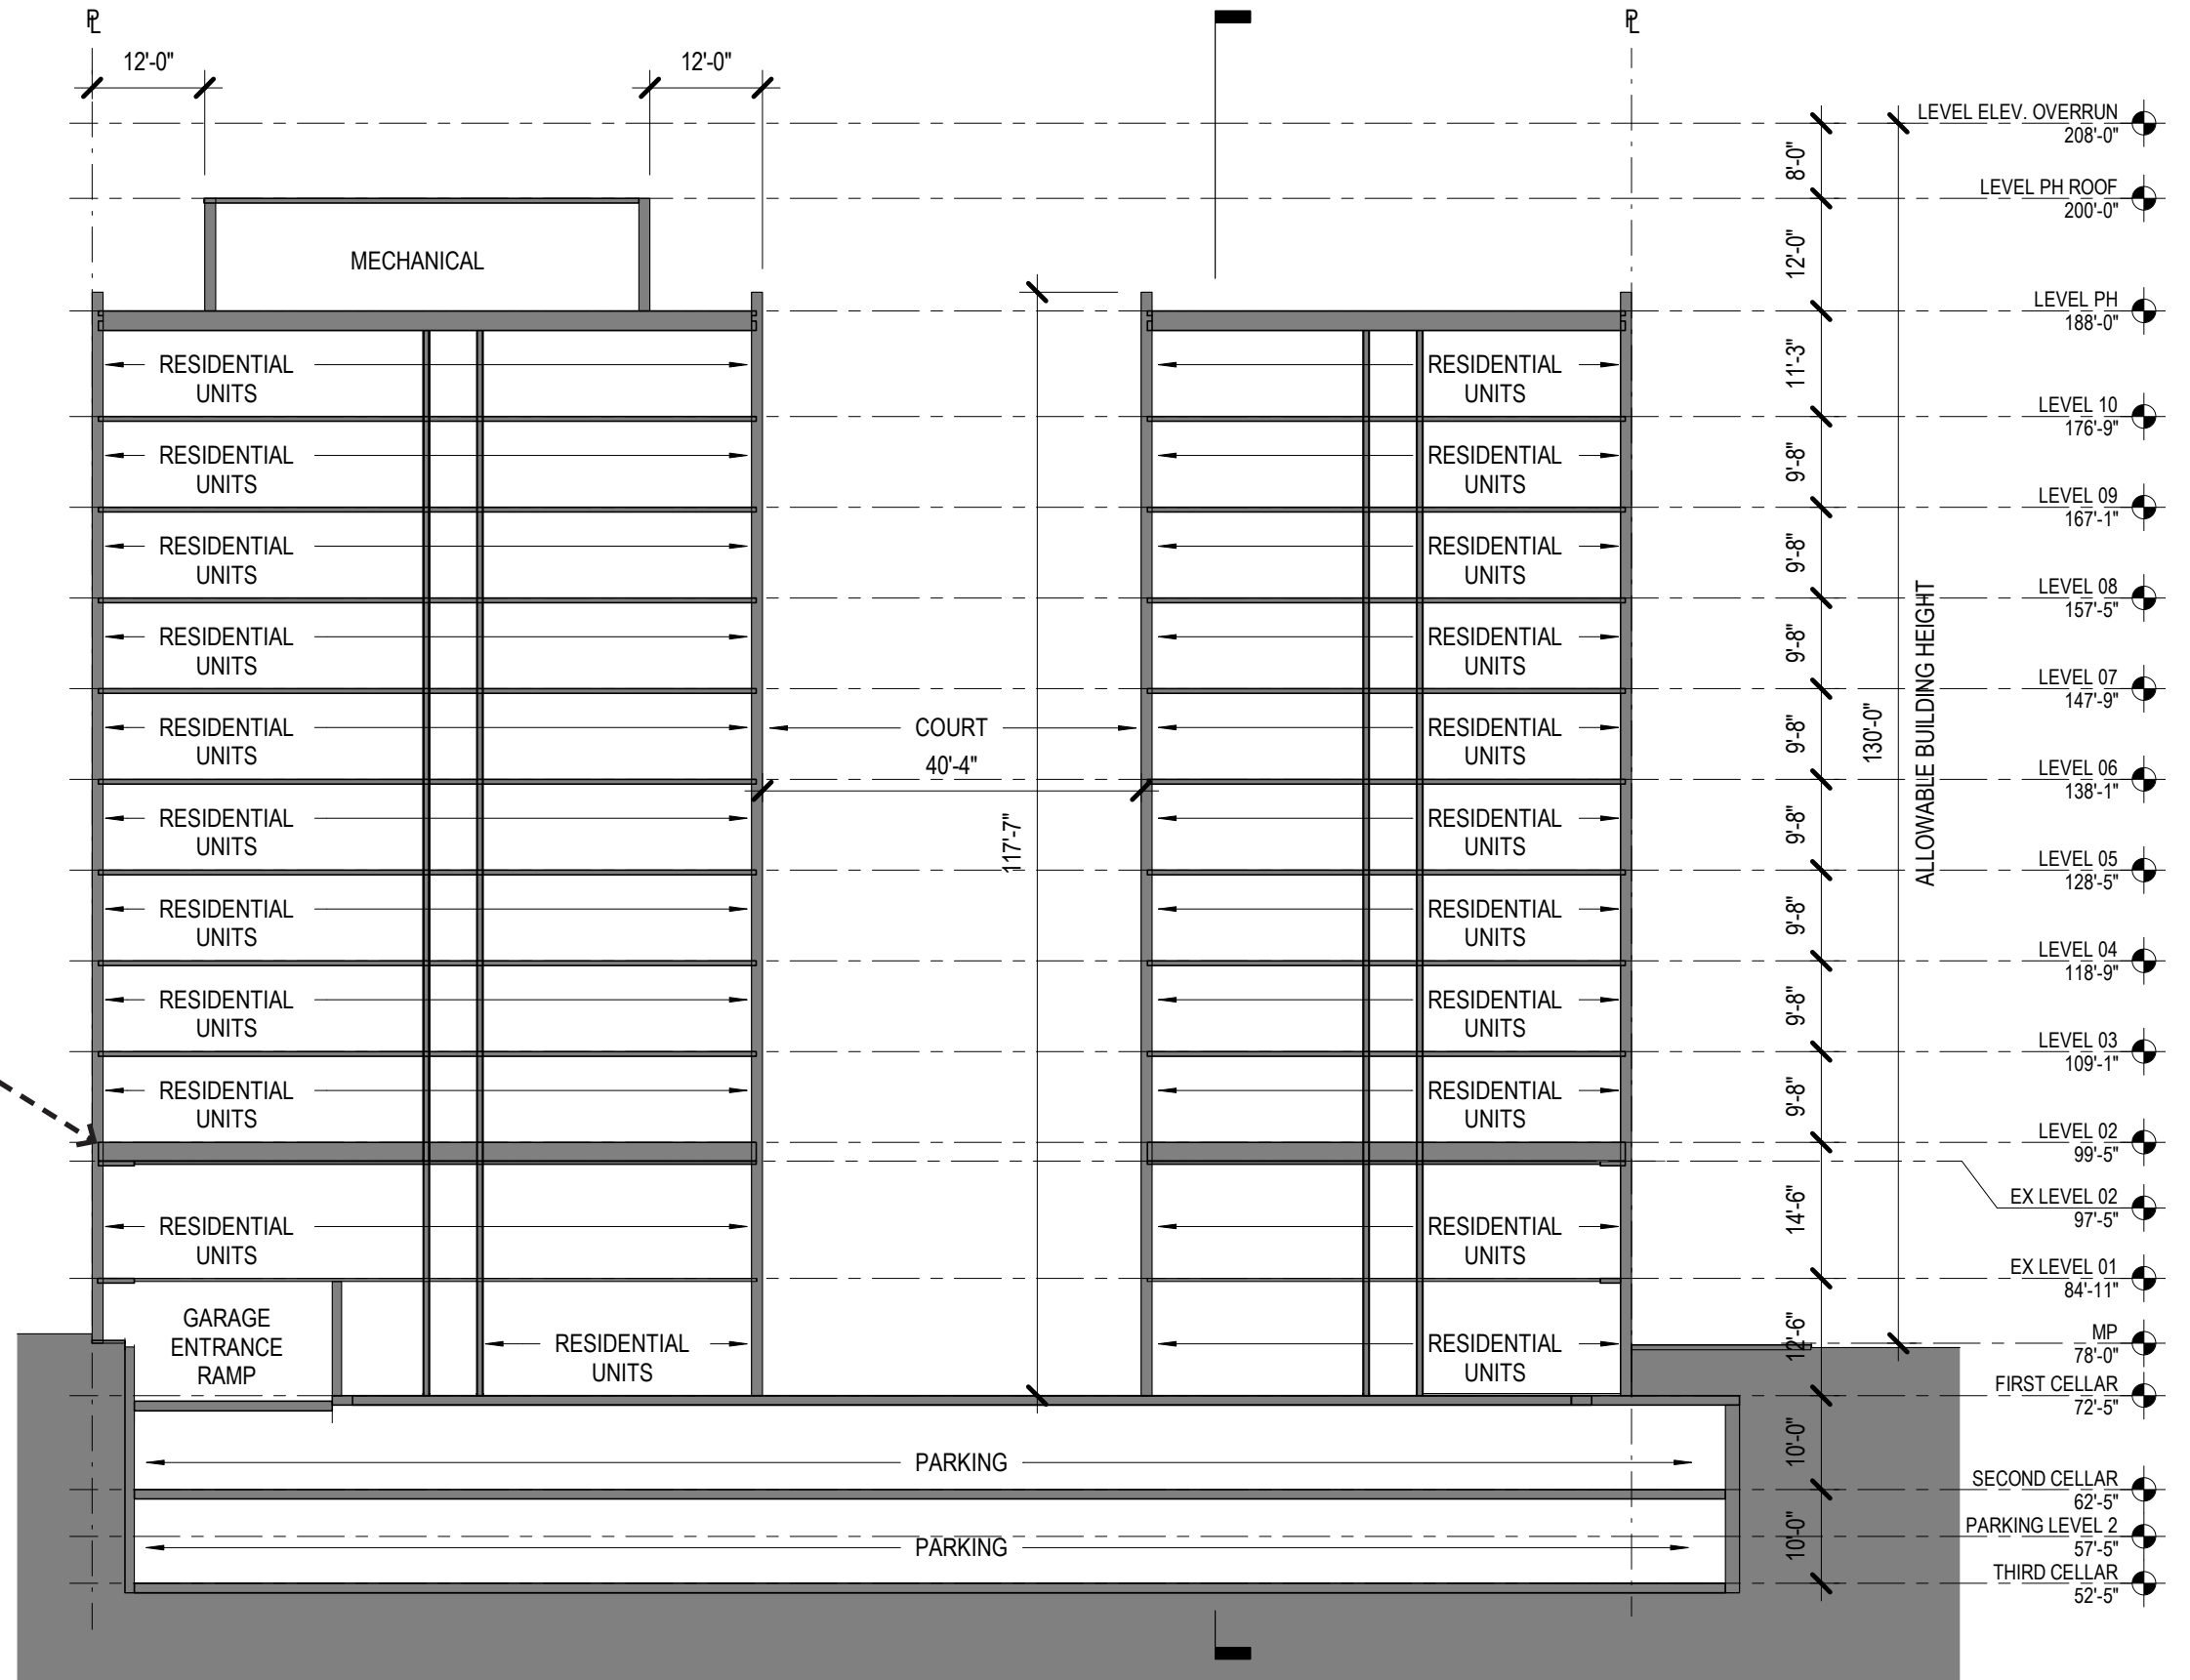 PL
PL
12'-0"
12'-0"
LEVEL ELEV. OVERRUN
208'-0"
8'-0"
LEVEL PH ROOF
200'-0"
12'-0"
MECHANICAL
LEVEL PH
188'-0"
11'-3"
RESIDENTIAL
UNITS
RESIDENTIAL
UNITS
LEVEL 10
176'-9"
9'-8"
RESIDENTIAL
UNITS
RESIDENTIAL
UNITS
LEVEL 09
167'-1"
9'-8"
RESIDENTIAL
UNITS
RESIDENTIAL
UNITS
LEVEL 08
157'-5"
9'-8"
RESIDENTIAL
UNITS
RESIDENTIAL
UNITS
LEVEL 07
147'-9"
9'-8"
RESIDENTIAL
UNITS
COURT
40'-4"
RESIDENTIAL
UNITS
130'-0"
ALLOWABLE BUILDING HEIGHT
LEVEL 06
138'-1"
9'-8"
117'-7"
RESIDENTIAL
UNITS
RESIDENTIAL
UNITS
LEVEL 05
128'-5"
9'-8"
RESIDENTIAL
UNITS
RESIDENTIAL
UNITS
LEVEL 04
118'-9"
9'-8"
RESIDENTIAL
UNITS
RESIDENTIAL
UNITS
LEVEL 03
109'-1"
9'-8"
RESIDENTIAL
UNITS
RESIDENTIAL
UNITS
LEVEL 02
99'-5"
EX LEVEL 02
97'-5"
14'-6"
RESIDENTIAL
UNITS
RESIDENTIAL
UNITS
EX LEVEL 01
84'-11"
12'-6"
GARAGE
ENTRANCE
RAMP
RESIDENTIAL
UNITS
RESIDENTIAL
UNITS
MP
78'-0"
FIRST CELLAR
72'-5"
10'-0"
PARKING
SECOND CELLAR
62'-5"
10'-0"
PARKING LEVEL 2
57'-5"
PARKING
THIRD CELLAR
52'-5"